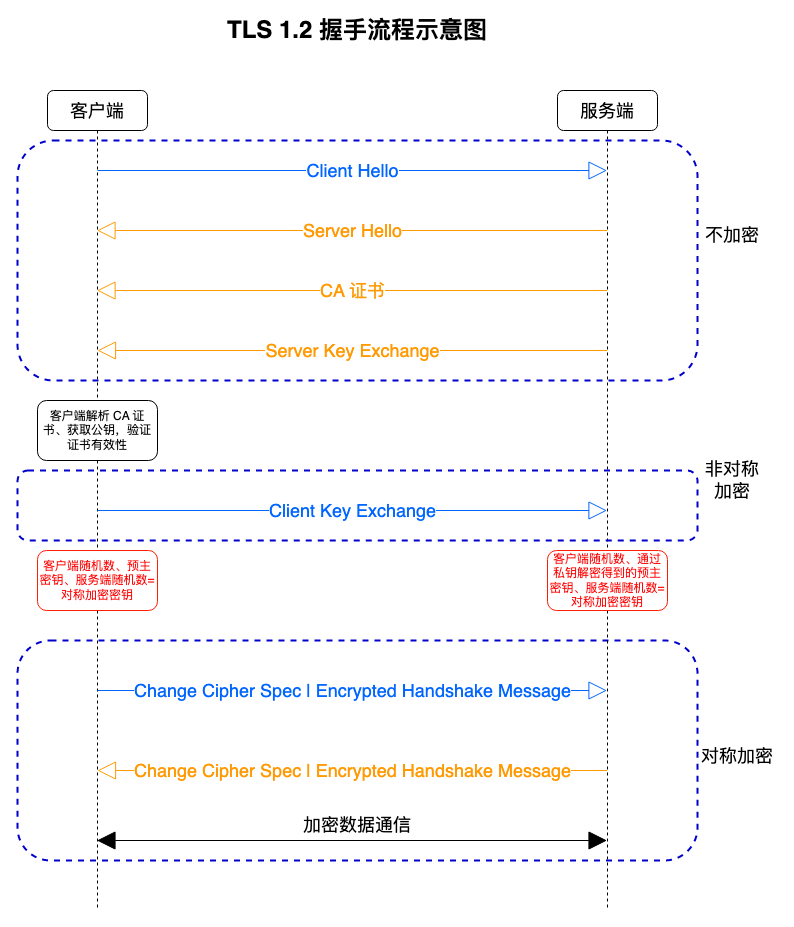 TLS 1.2 握手流程示意图
客户端
服务端
Client Hello
Server Hello
不加密
CA 证书
Server Key Exchange
客户端解析 CA 证
书、获取公钥，验证
证书有效性
非对称
加密
Client Key Exchange
客户端随机数、预主
密钥、服务端随机数=
对称加密密钥
客户端随机数、通过
私钥解密得到的预主
密钥、服务端随机数=
对称加密密钥
Change Cipher Spec | Encrypted Handshake Message
对称加密
Change Cipher Spec | Encrypted Handshake Message
加密数据通信